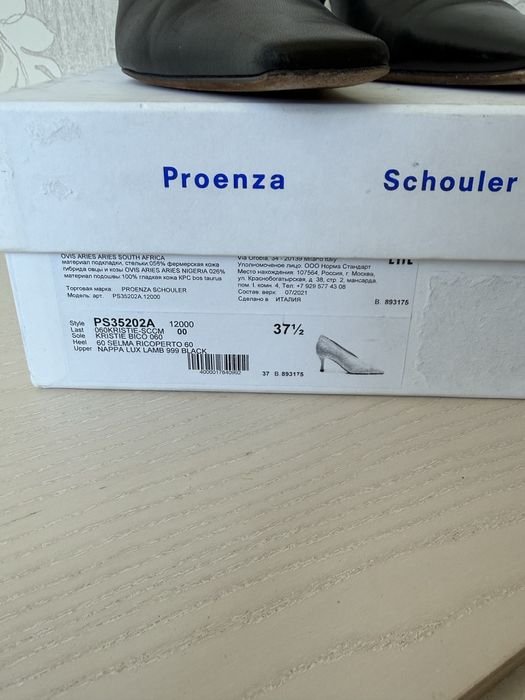 Proenza Schouler
OVIS ARIES ARIES SOUTH AFRICA
материал подкладки, стельки:056% фермерская кожа
гибрида овцы и козы OVIS ARIES ARIES NIGERIA 026%
материал подошвы:100% гладкая кожа КРС bos taurus
Торговая марка: PROENZA SCHOULER
Модель: арт. PS35202A.12000
Via Uropia, 34 - 20139 Milano Italy
Уполномоченное лицо: ООО Норма Стандарт
Место нахождения: 107564, Россия, г. Москва,
ул. Краснобогатырская, д. 38, стр. 2, мансарда,
пом. I, комн. 4, Тел: +7 929 577 43 08
Состав: верх: 07/2021
Сделано в ИТАЛИЯ
B. 893175
Style PS35202A 12000
Last 060KRISTIE-SCCM 00
Sole KRISTIE BICO 060
Heel 60 SELMA RICOPERTO 60
Upper NAPPA LUX LAMB 999 BLACK
37½
4000017640992
37 B. 893175